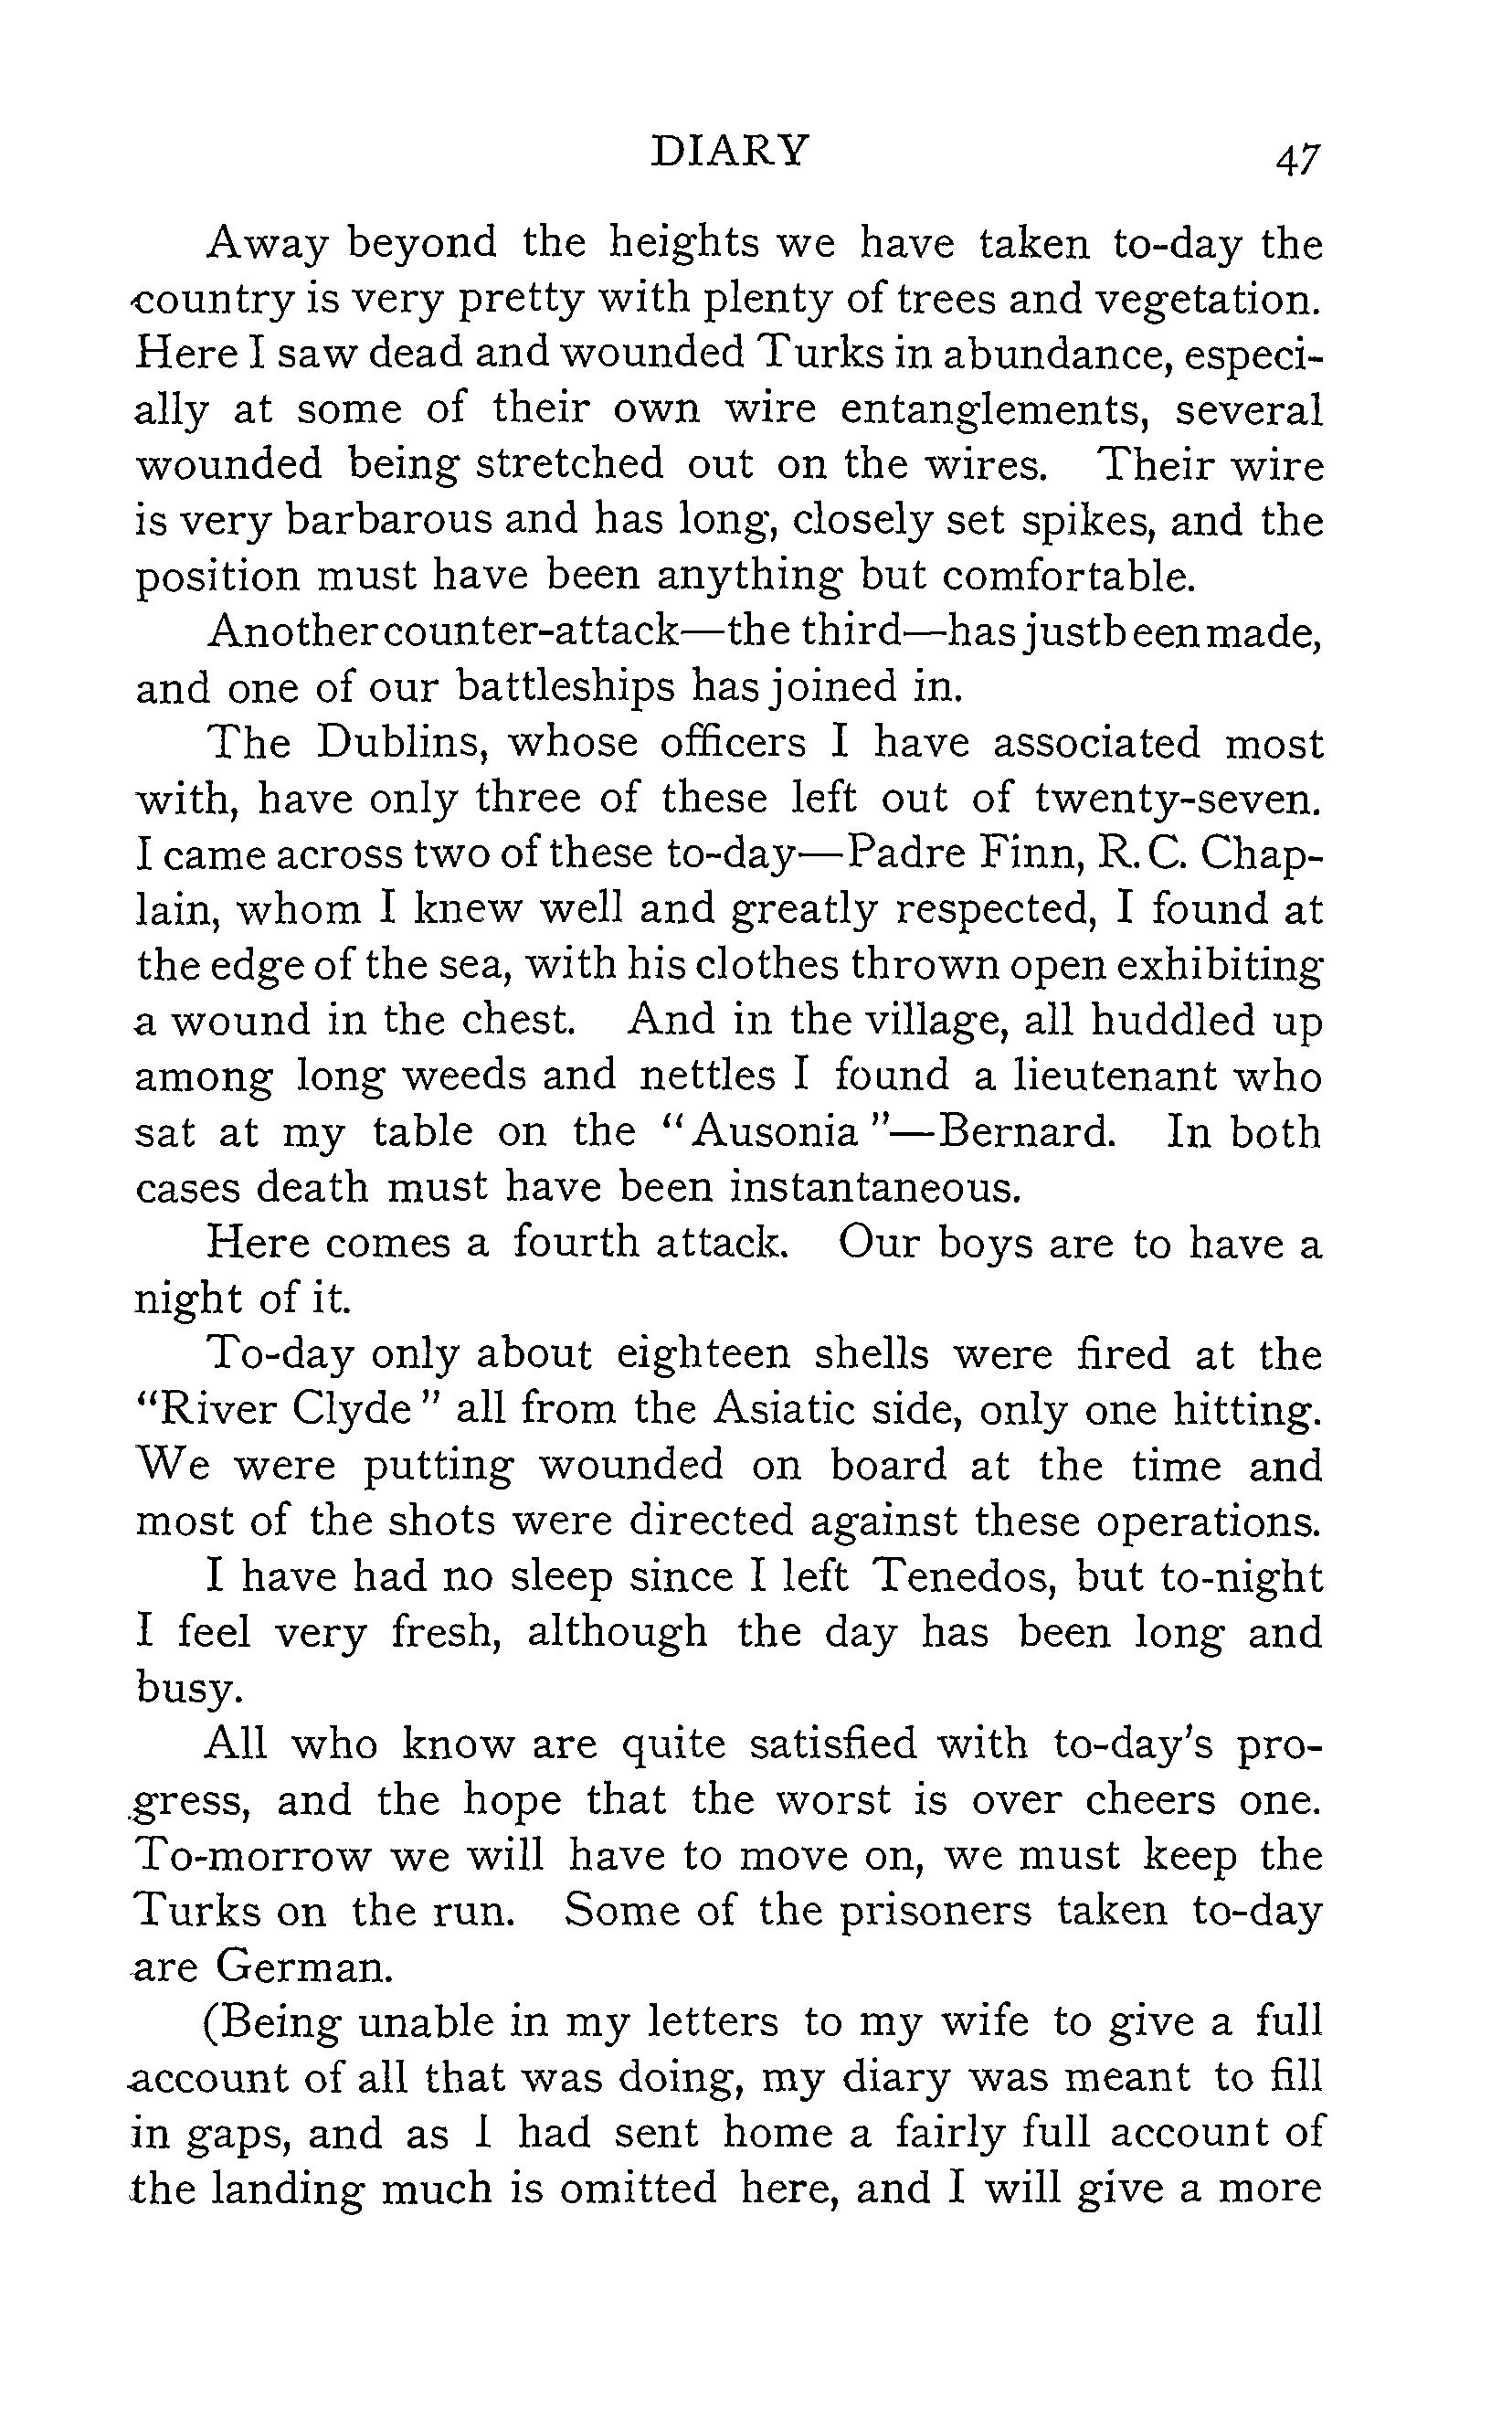 DIARY 47
Away beyond the heights we have taken to-day the
country is very pretty with plenty of trees and vegetation.
Here I saw dead and wounded Turks in abundance, especi-
ally at some of their own wire entanglements, several
wounded being stretched out on the wires. Their wire
is very barbarous and has long, closely set spikes, and the
position must have been anything but comfortable.
Another counter-attack—the third—has just been made,
and one of our battleships has joined in.
The Dublins, whose officers I have associated most
with, have only three of these left out of twenty-seven.
I came across two of these to-day—Padre Finn, R.C. Chap-
lain, whom I knew well and greatly respected, I found at
the edge of the sea, with his clothes thrown open exhibiting
a wound in the chest. And in the village, all huddled up
among long weeds and nettles I found a lieutenant who
sat at my table on the "Ausonia"—Bernard. In both
cases death must have been instantaneous.
Here comes a fourth attack. Our boys are to have a
night of it.
To-day only about eighteen shells were fired at the
"River Clyde" all from the Asiatic side, only one hitting.
We were putting wounded on board at the time and
most of the shots were directed against these operations.
I have had no sleep since I left Tenedos, but to-night
I feel very fresh, although the day has been long and
busy.
All who know are quite satisfied with to-day's pro-
gress, and the hope that the worst is over cheers one.
To-morrow we will have to move on, we must keep the
Turks on the run. Some of the prisoners taken to-day
are German.
(Being unable in my letters to my wife to give a full
account of all that was doing, my diary was meant to fill
in gaps, and as I had sent home a fairly full account of
the landing much is omitted here, and I will give a more